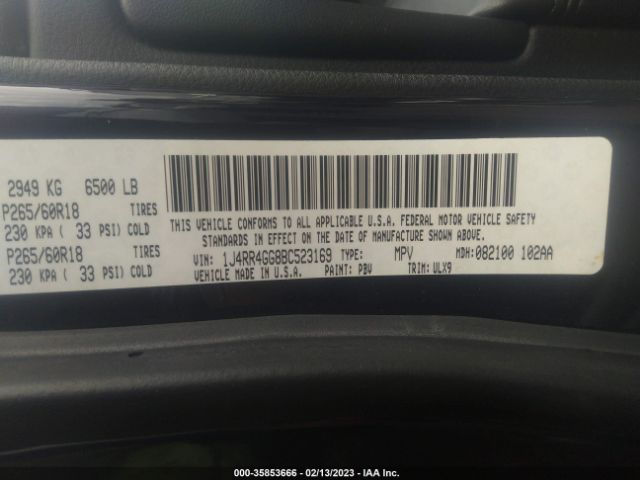 2949 KG 6500 LB
P265/60R18 TIRES
230 KPA ( 33 PSI) COLD
P265/60R18 TIRES
230 KPA ( 33 PSI) COLD
THIS VEHICLE CONFORMS TO ALL APPLICABLE U.S.A. FEDERAL MOTOR VEHICLE SAFETY
STANDARDS IN EFFECT ON THE DATE OF MANUFACTURE SHOWN ABOVE.
VIN: 1J4RR4GG8BC523169 TYPE: MPV MDH: 082100 102AA
VEHICLE MADE IN U.S.A. PAINT: PBV TRIM: ULX9
000-35853666 - 02/13/2023 - IAA Inc.